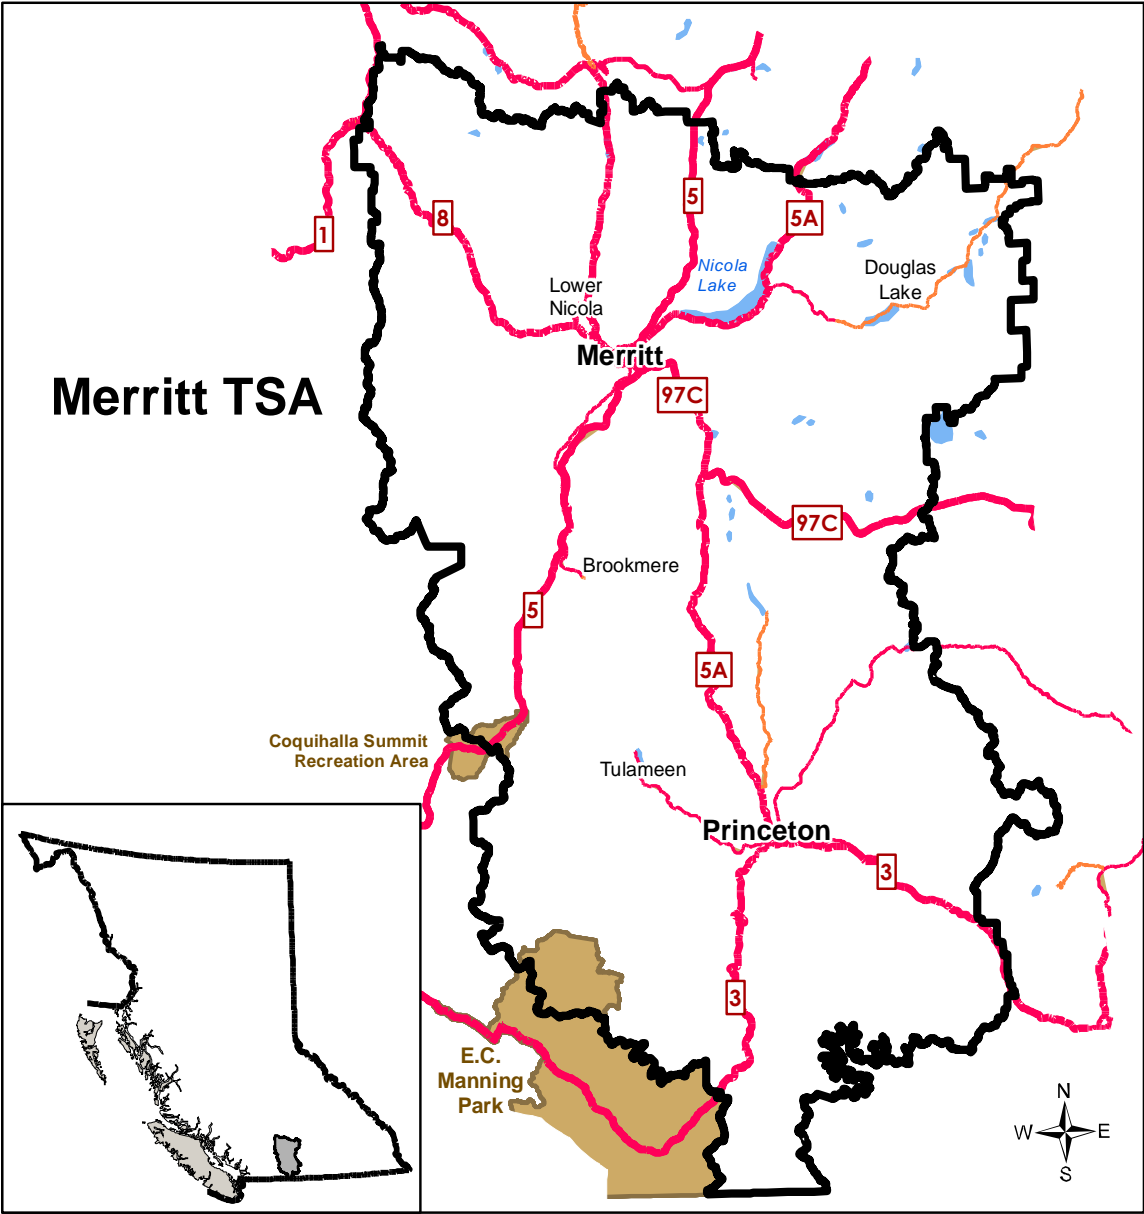 1
8
5
5A
Nicola
Lake
Douglas
Lake
Lower
Nicola
Merritt
97C
Merritt TSA
97C
Brookmere
5
5A
Coquihalla Summit
Recreation Area
Tulameen
Princeton
3
3
E.C.
Manning
Park
N
W
E
S